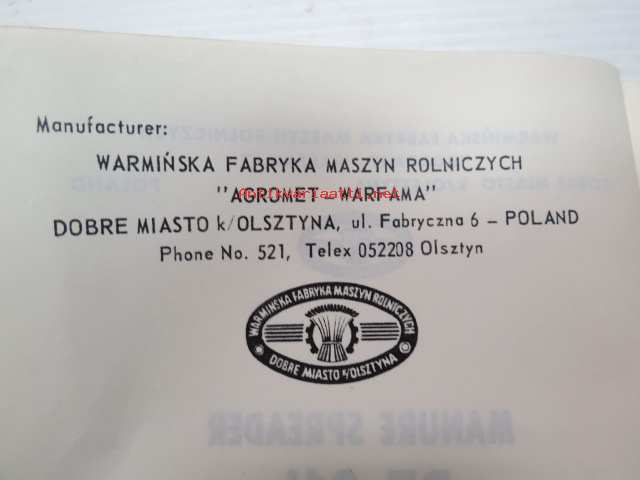 Manufacturer:
WARMIŃSKA FABRYKA MASZYN ROLNICZYCH
"AGROMET–WARFAMA"
DOBRE MIASTO k/OLSZTYNA, ul. Fabryczna 6 – POLAND
Phone No. 521, Telex 052208 Olsztyn
WARMIŃSKA FABRYKA MASZYN ROLNICZYCH
DOBRE MIASTO k/OLSZTYNA
MANURE SPREADER